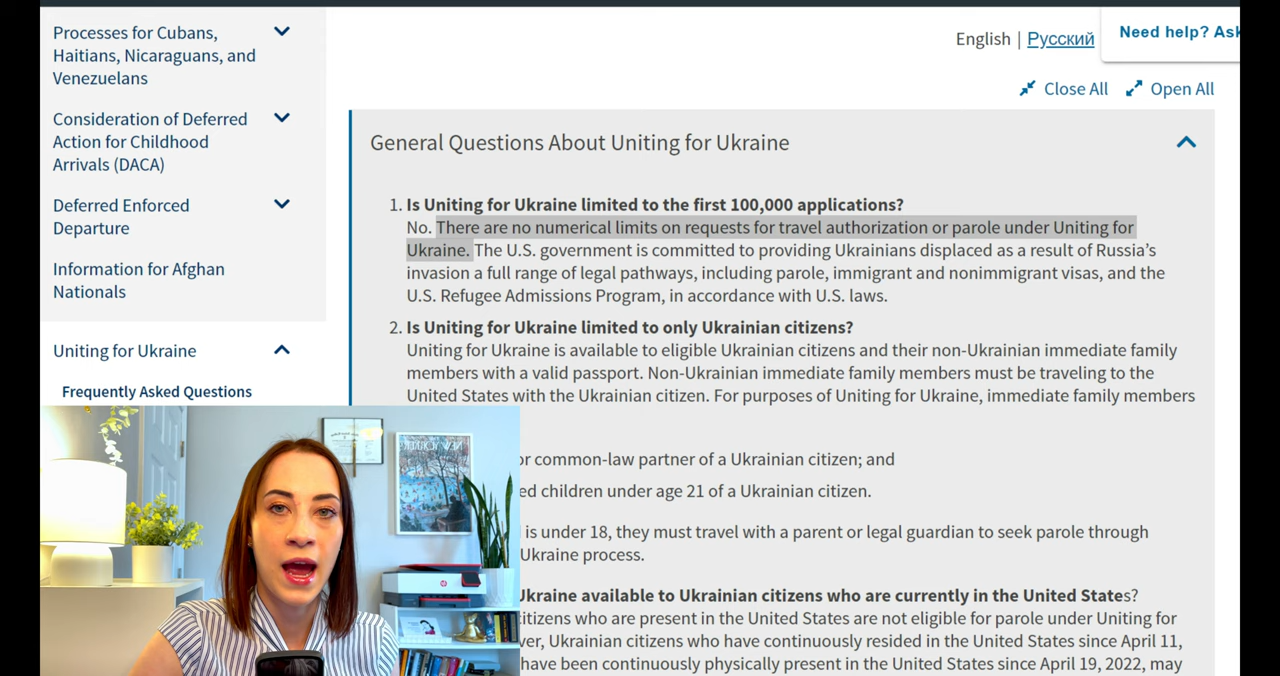 Processes for Cubans,
Haitians, Nicaraguans, and
Venezuelans
Consideration of Deferred
Action for Childhood
Arrivals (DACA)
Deferred Enforced
Departure
Information for Afghan
Nationals
Uniting for Ukraine
Frequently Asked Questions
English | Русский
Need help? Ask
Close All
Open All
General Questions About Uniting for Ukraine
1. Is Uniting for Ukraine limited to the first 100,000 applications?
No. There are no numerical limits on requests for travel authorization or parole under Uniting for
Ukraine. The U.S. government is committed to providing Ukrainians displaced as a result of Russia’s
invasion a full range of legal pathways, including parole, immigrant and nonimmigrant visas, and the
U.S. Refugee Admissions Program, in accordance with U.S. laws.
2. Is Uniting for Ukraine limited to only Ukrainian citizens?
Uniting for Ukraine is available to eligible Ukrainian citizens and their non-Ukrainian immediate family
members with a valid passport. Non-Ukrainian immediate family members must be traveling to the
United States with the Ukrainian citizen. For purposes of Uniting for Ukraine, immediate family members
or common-law partner of a Ukrainian citizen; and
ed children under age 21 of a Ukrainian citizen.
is under 18, they must travel with a parent or legal guardian to seek parole through
Ukraine process.
Ukraine available to Ukrainian citizens who are currently in the United States?
citizens who are present in the United States are not eligible for parole under Uniting for
ver, Ukrainian citizens who have continuously resided in the United States since April 11,
have been continuously physically present in the United States since April 19, 2022, may
NEW YORKER
hp